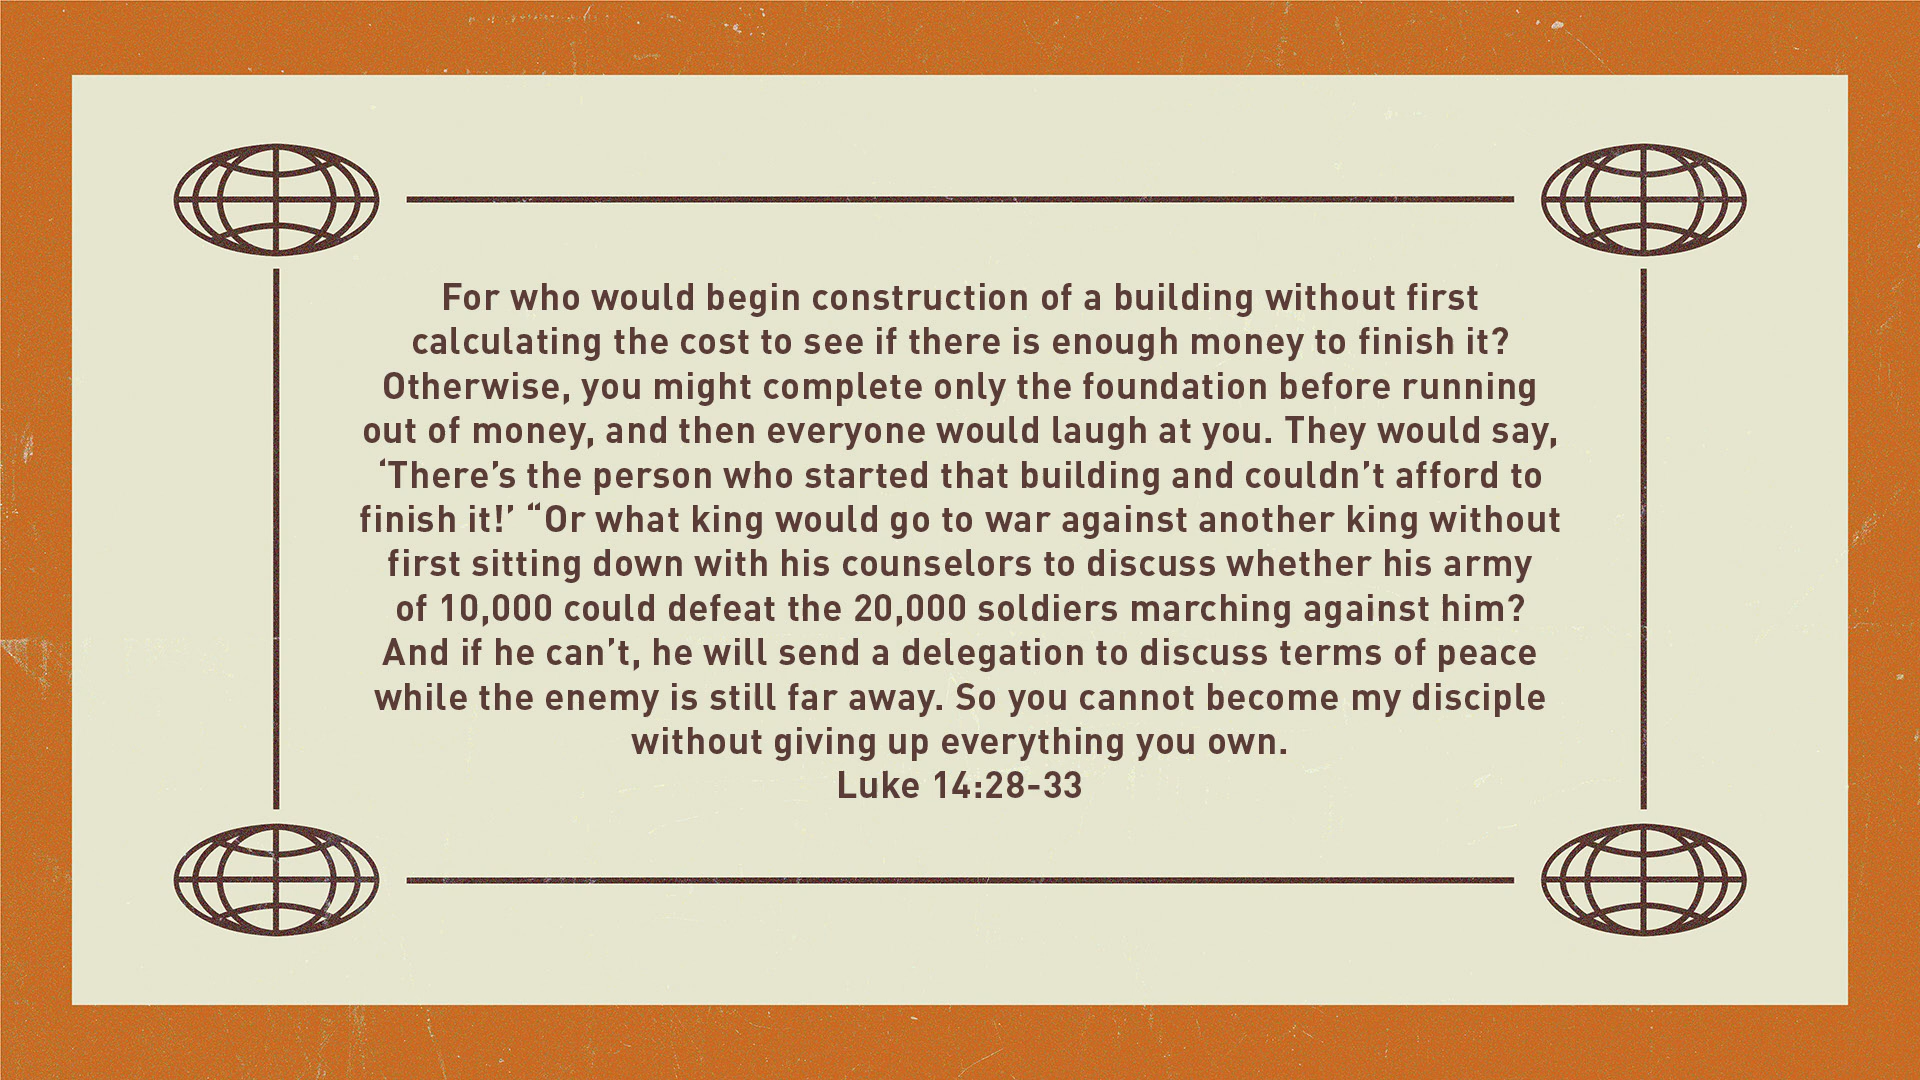 For who would begin construction of a building without first
calculating the cost to see if there is enough money to finish it?
Otherwise, you might complete only the foundation before running
out of money, and then everyone would laugh at you. They would say,
‘There’s the person who started that building and couldn’t afford to
finish it!’ “Or what king would go to war against another king without
first sitting down with his counselors to discuss whether his army
of 10,000 could defeat the 20,000 soldiers marching against him?
And if he can’t, he will send a delegation to discuss terms of peace
while the enemy is still far away. So you cannot become my disciple
without giving up everything you own.
Luke 14:28-33